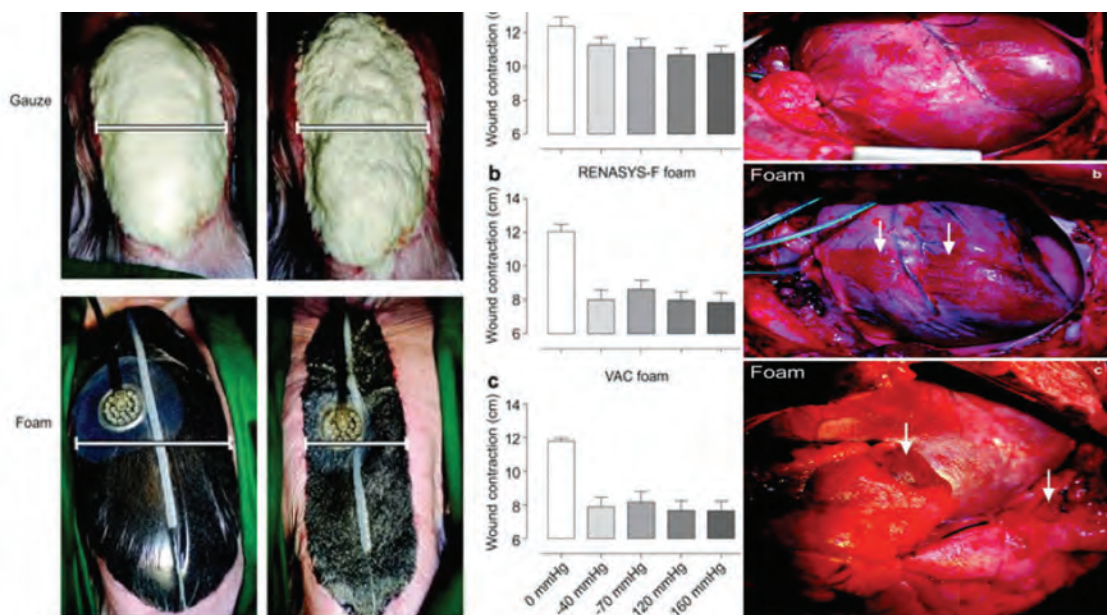 Gauze
Foam
Wound contraction
12
10
8
6
b
RENASYS-F foam
Wound contraction (cm)
14
12
10
8
6
c
VAC foam
Wound contraction (cm)
14
12
10
8
6
0 mmHg
-40 mmHg
-70 mmHg
120 mmHg
160 mmHg
Foam
b
Foam
c